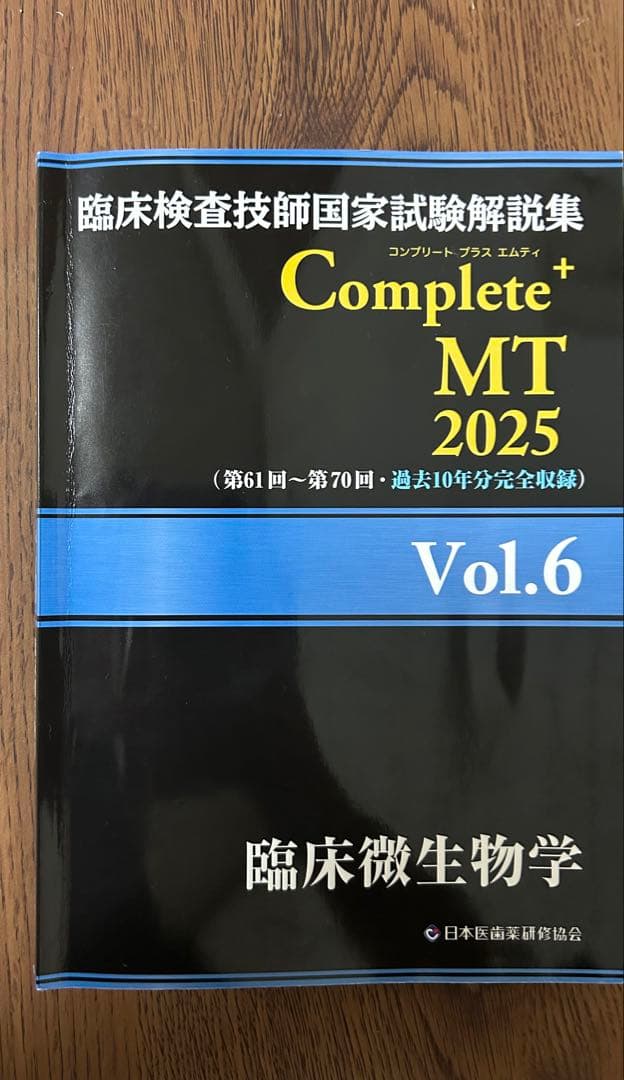 臨床検査技師国家試験解説集
コンプリート プラス エムティ
Complete+
MT
2025
(第61回～第70回・過去10年分完全収録)
Vol.6
臨床微生物学
日本医歯薬研修協会